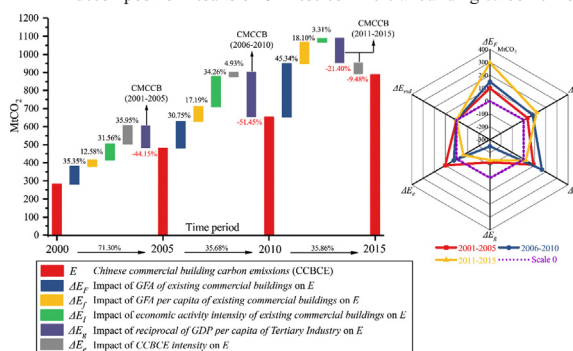 MtCO₂
1300
1200
1100
1000
900
800
700
600
500
400
300
200
100
0
35.35%
12.58%
31.56%
35.95%
-44.15%
CMCCB
(2001-2005)
30.75%
17.19%
34.26%
4.93%
-51.45%
CMCCB
(2006-2010)
45.34%
18.10%
3.31%
-21.40%
-9.48%
CMCCB
(2011-2015)
Time period
2000
2005
2010
2015
71.30%
35.68%
35.86%
E Chinese commercial building carbon emissions (CCBCE)
ΔE_F Impact of GFA of existing commercial buildings on E
ΔE_f Impact of GFA per capita of existing commercial buildings on E
ΔE_I Impact of economic activity intensity of existing commercial buildings on E
ΔE_g Impact of reciprocal of GDP per capita of Tertiary Industry on E
ΔE_e Impact of CCBCE intensity on E
ΔE_F
MtCO₂
400
300
200
100
0
-100
-200
-300
ΔE_rsd
ΔE_e
ΔE_g
2001-2005
2006-2010
2011-2015
Scale 0